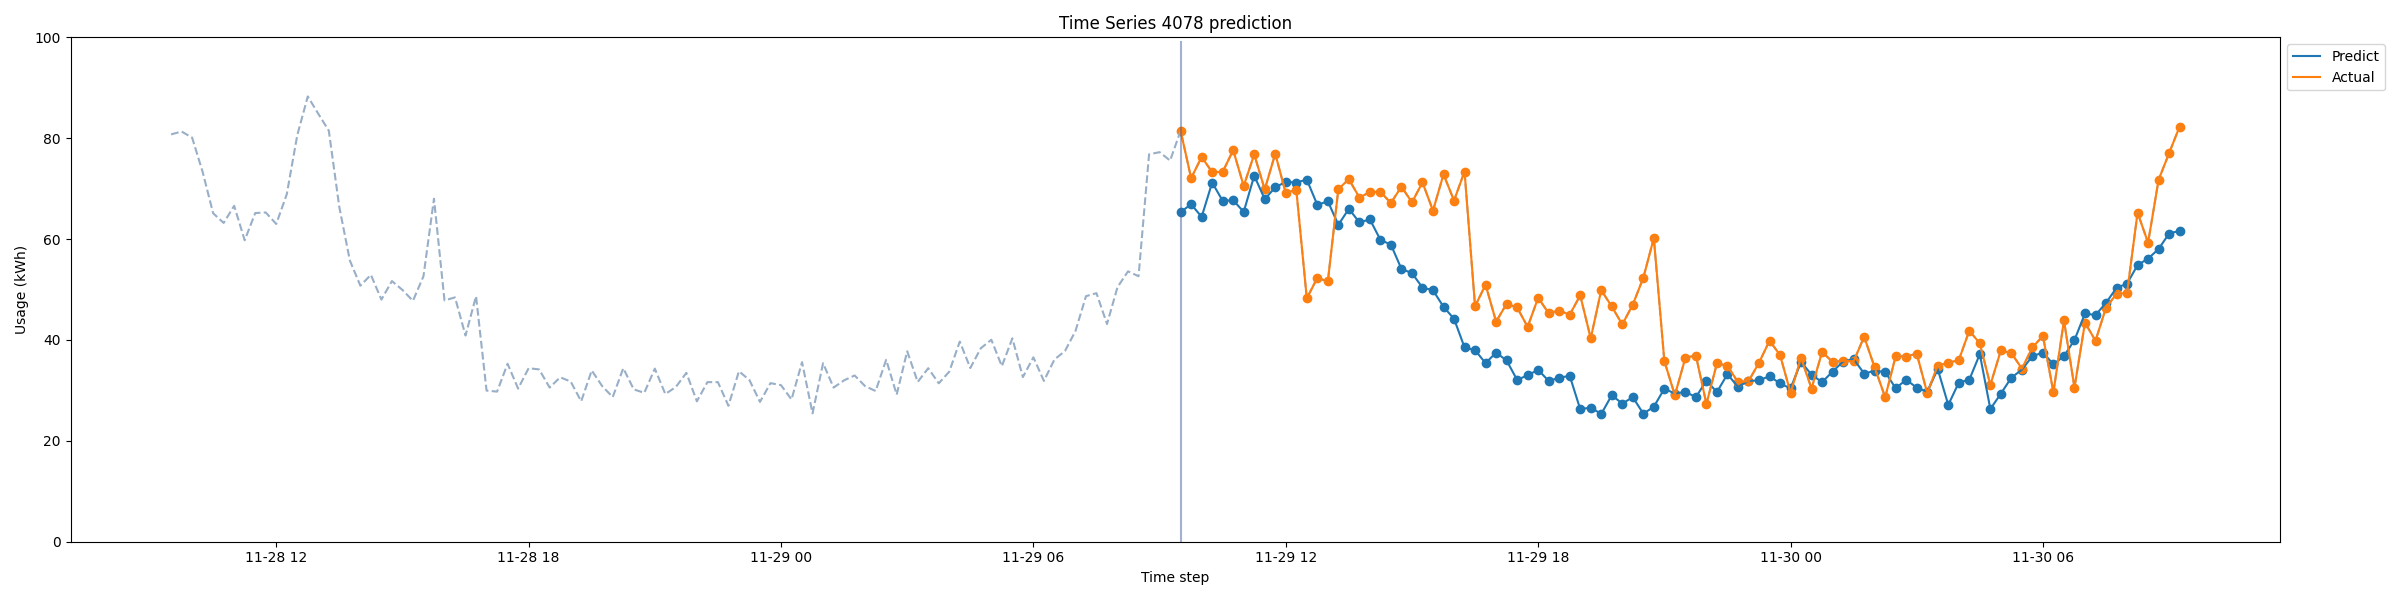 Time Series 4078 prediction
100
80
60
40
20
0
Usage (kWh)
11-28 12
11-28 18
11-29 00
11-29 06
11-29 12
11-29 18
11-30 00
11-30 06
Time step
Predict
Actual